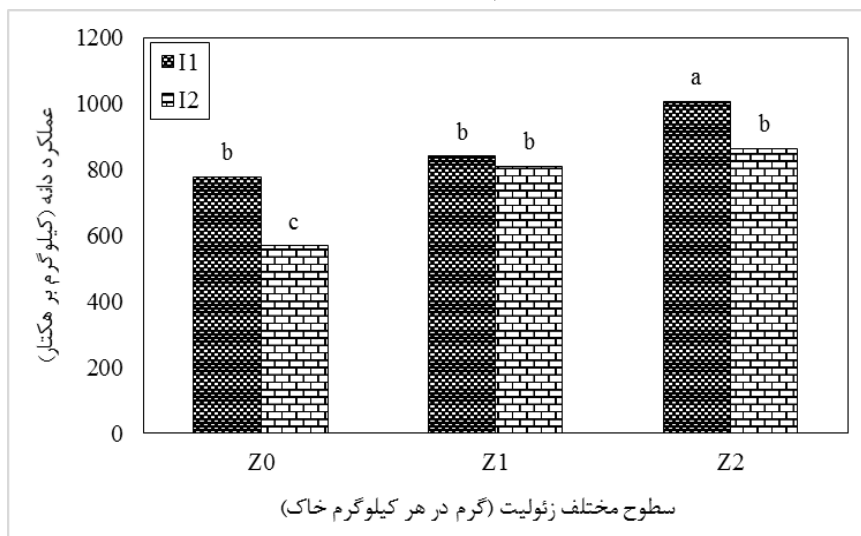 عملکرد دانه (کیلوگرم بر هکتار)
1200
1000
800
600
400
200
0
I1
I2
b
c
b
b
a
b
Z0
Z1
Z2
سطوح مختلف زئولیت (گرم در هر کیلوگرم خاک)